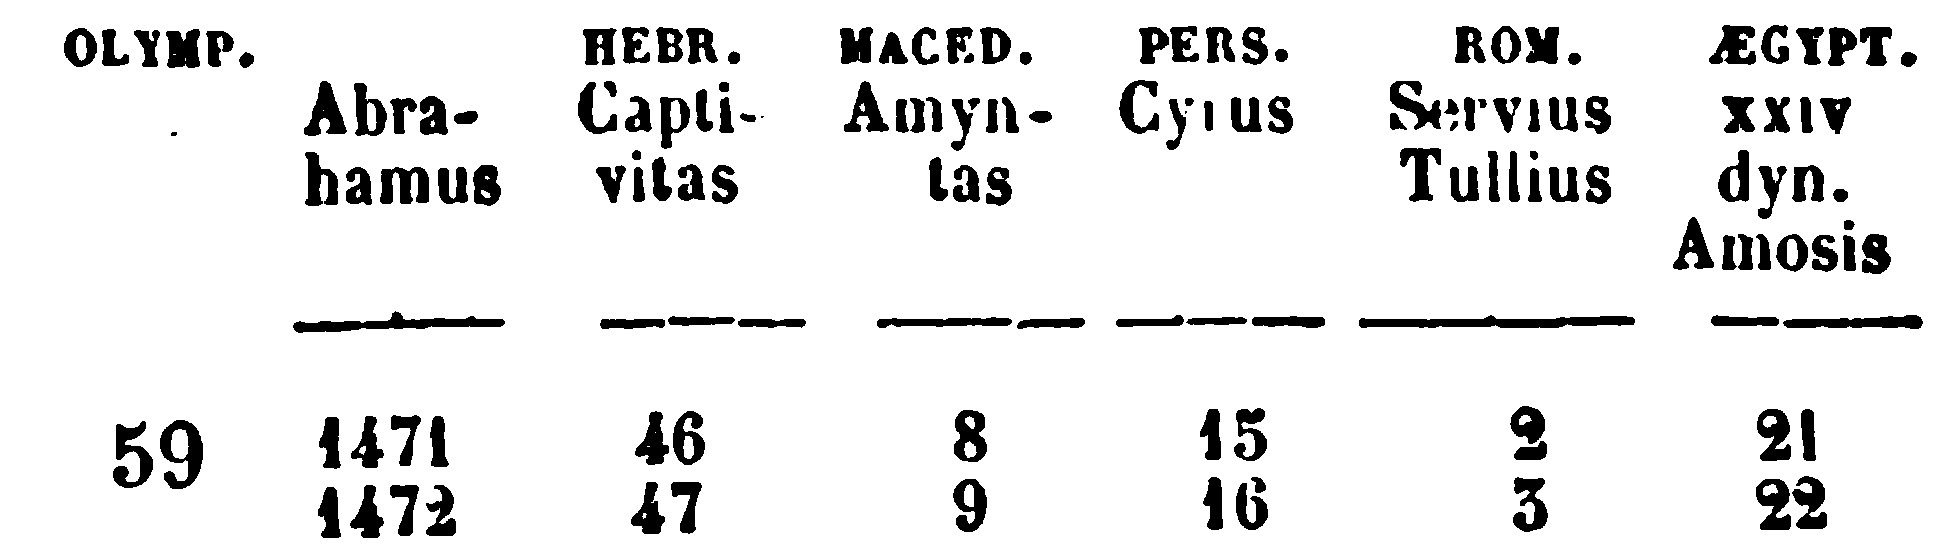 OLYMP. HEBR. MACED. PERS. ROM. ÆGYPT.
Abra- Capti- Amyn- Cyrus Servius XXIV
hamus vitas tas Tullius dyn.
Amosis
59 1471 46 8 15 2 21
1472 47 9 16 3 22